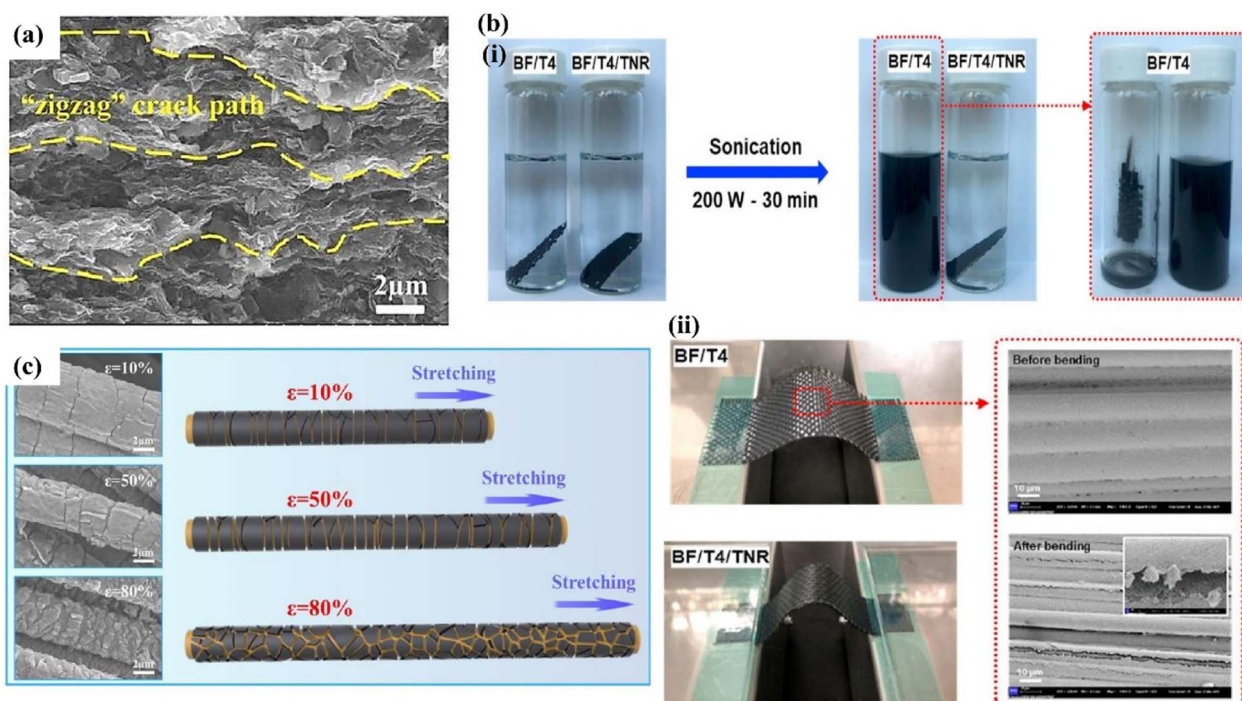 (a)
"zigzag" crack path
2μm
(b)
(i)
BF/T4
BF/T4/TNR
Sonication
200 W - 30 min
BF/T4
BF/T4/TNR
BF/T4
(c)
ε=10%
2μm
ε=50%
2μm
ε=80%
2μm
ε=10%
Stretching
ε=50%
Stretching
ε=80%
Stretching
(ii)
BF/T4
BF/T4/TNR
Before bending
10 μm
After bending
10 μm